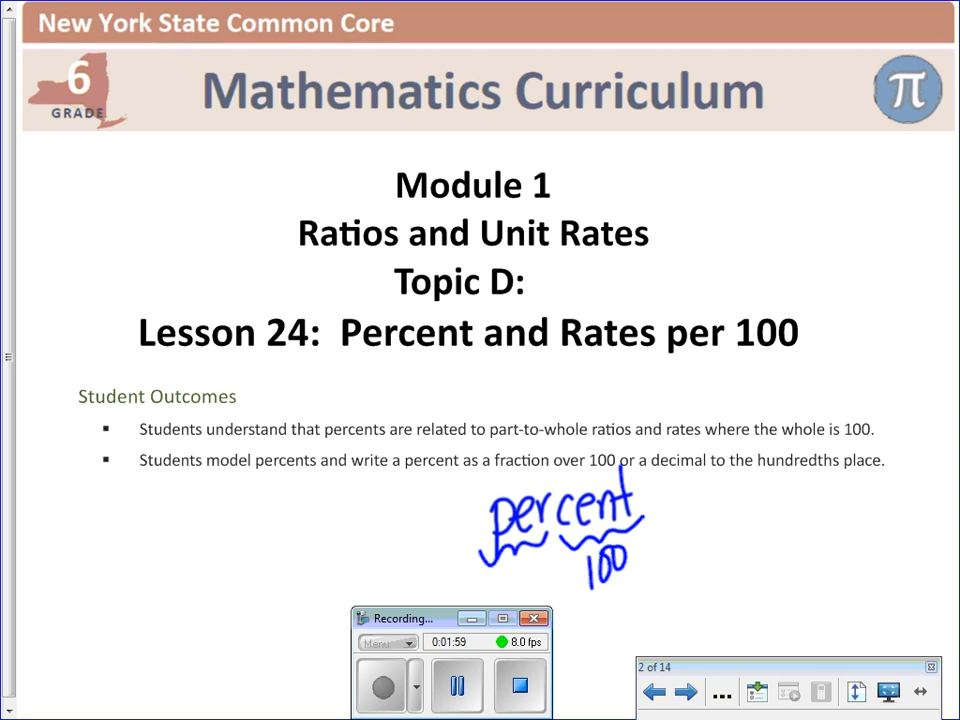 New York State Common Core
6
GRADE
Mathematics Curriculum
π
Module 1
Ratios and Unit Rates
Topic D:
Lesson 24: Percent and Rates per 100
Student Outcomes
▪ Students understand that percents are related to part-to-whole ratios and rates where the whole is 100.
▪ Students model percents and write a percent as a fraction over 100 or a decimal to the hundredths place.
percent
100
Recording...
Menu
0:01:59
8.0 fps
2 of 14
...